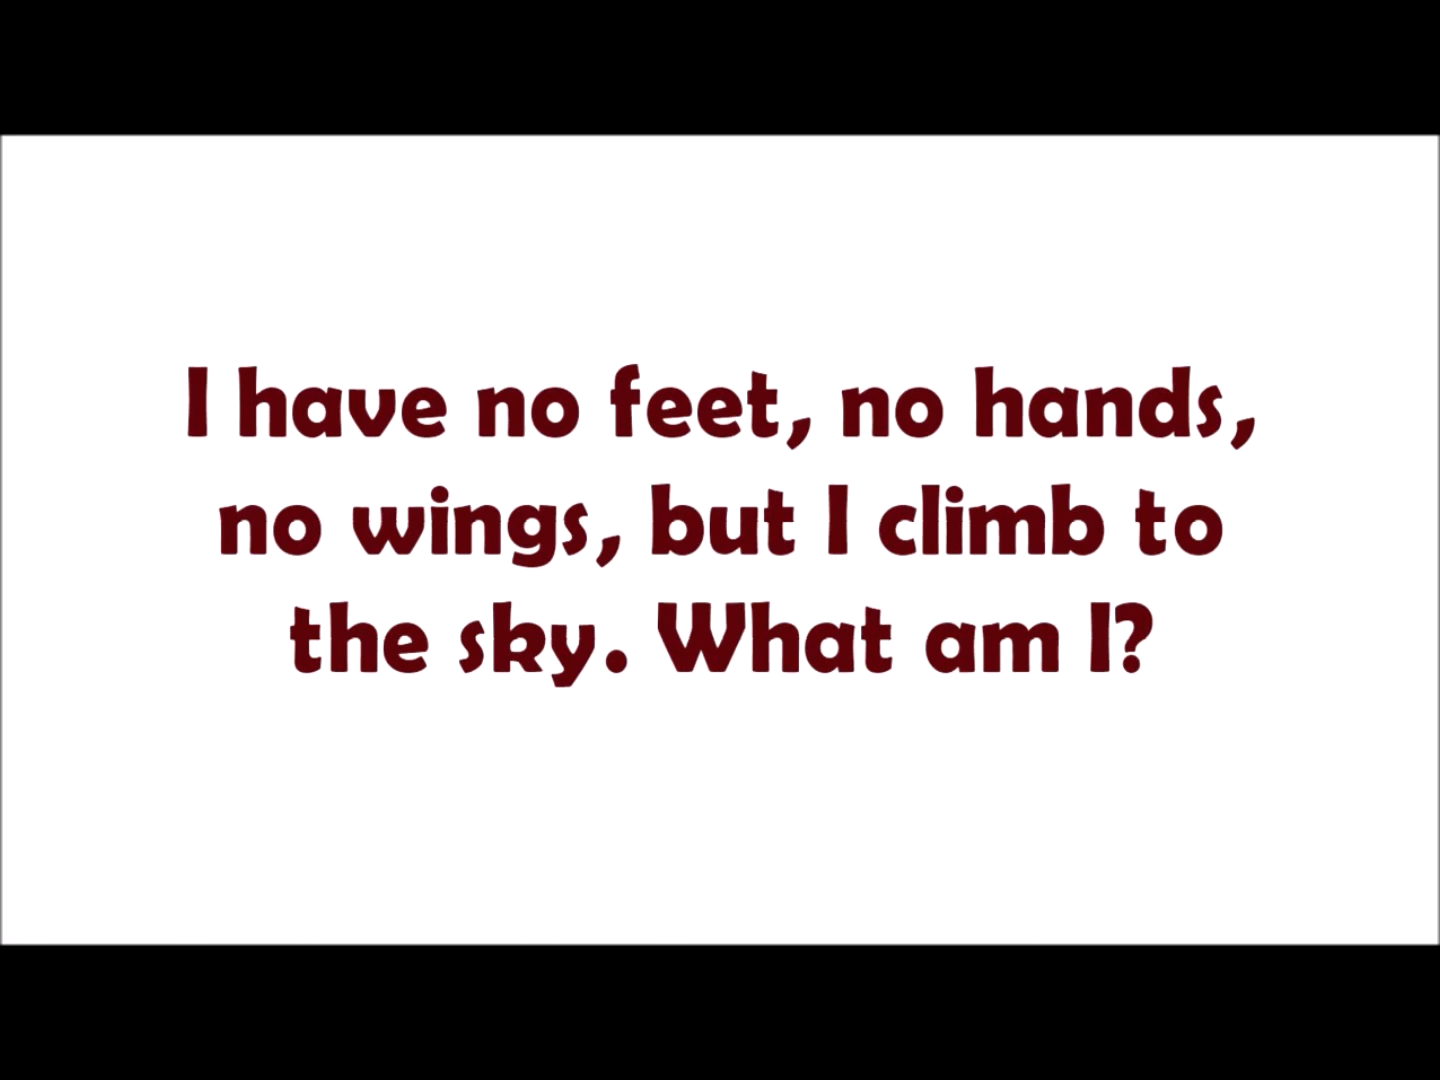 I have no feet, no hands,
no wings, but I climb to
the sky. What am I?